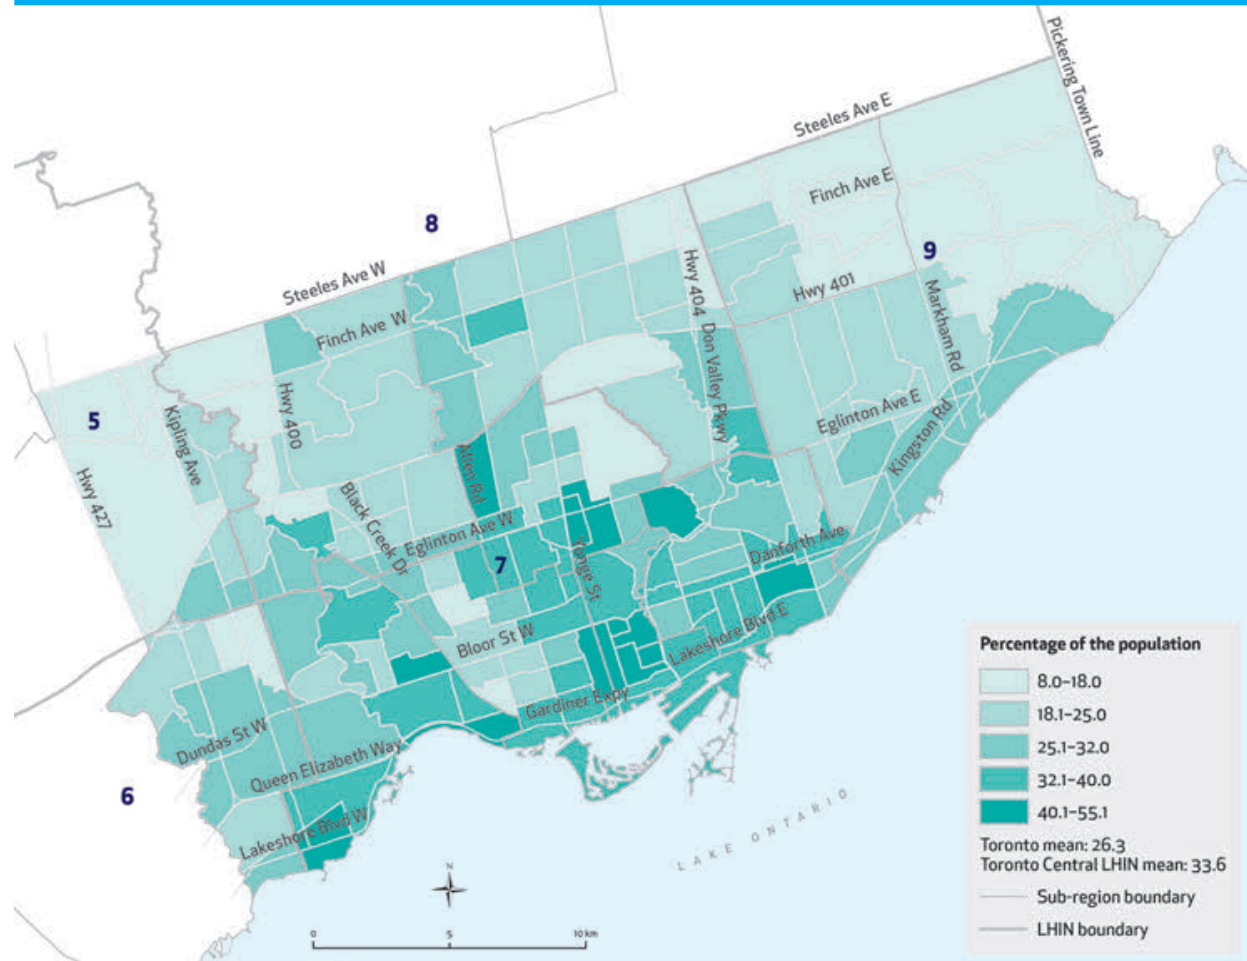 Pickering Town Line
Steeles Ave E
Finch Ave E
8
9
Steeles Ave W
Hwy 404
Hwy 401
Markham Rd
Finch Ave W
Don Valley Pkwy
5
Kipling Ave
Hwy 400
Eglinton Ave E
Kingston Rd
Hwy 427
Allen Rd
Black Creek Dr
Eglinton Ave W
7
Yonge St
Danforth Ave
Bloor St W
Lakeshore Blvd E
Gardiner Expy
Dundas St W
Queen Elizabeth Way
6
Lakeshore Blvd W
LAKE ONTARIO
N
0 5 10 km
Percentage of the population
8.0–18.0
18.1–25.0
25.1–32.0
32.1–40.0
40.1–55.1
Toronto mean: 26.3
Toronto Central LHIN mean: 33.6
Sub-region boundary
LHIN boundary